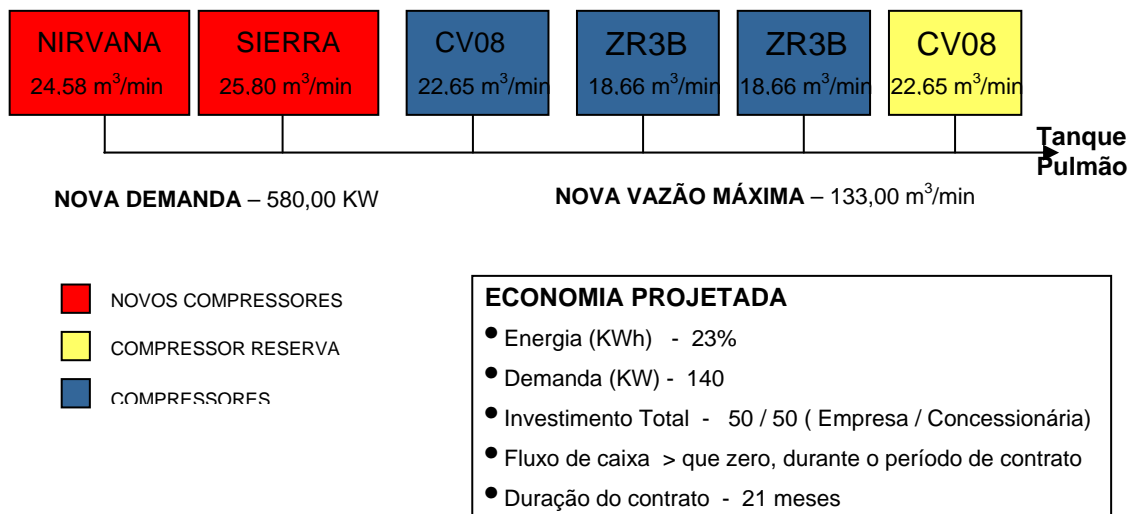 NIRVANA
24,58 m³/min
SIERRA
25,80 m³/min
CV08
22,65 m³/min
ZR3B
18,66 m³/min
ZR3B
18,66 m³/min
CV08
22,65 m³/min
Tanque
Pulmão
NOVA DEMANDA – 580,00 KW
NOVA VAZÃO MÁXIMA – 133,00 m³/min
NOVOS COMPRESSORES
COMPRESSOR RESERVA
COMPRESSORES
ECONOMIA PROJETADA
• Energia (KWh) - 23%
• Demanda (KW) - 140
• Investimento Total - 50 / 50 ( Empresa / Concessionária)
• Fluxo de caixa > que zero, durante o período de contrato
• Duração do contrato - 21 meses